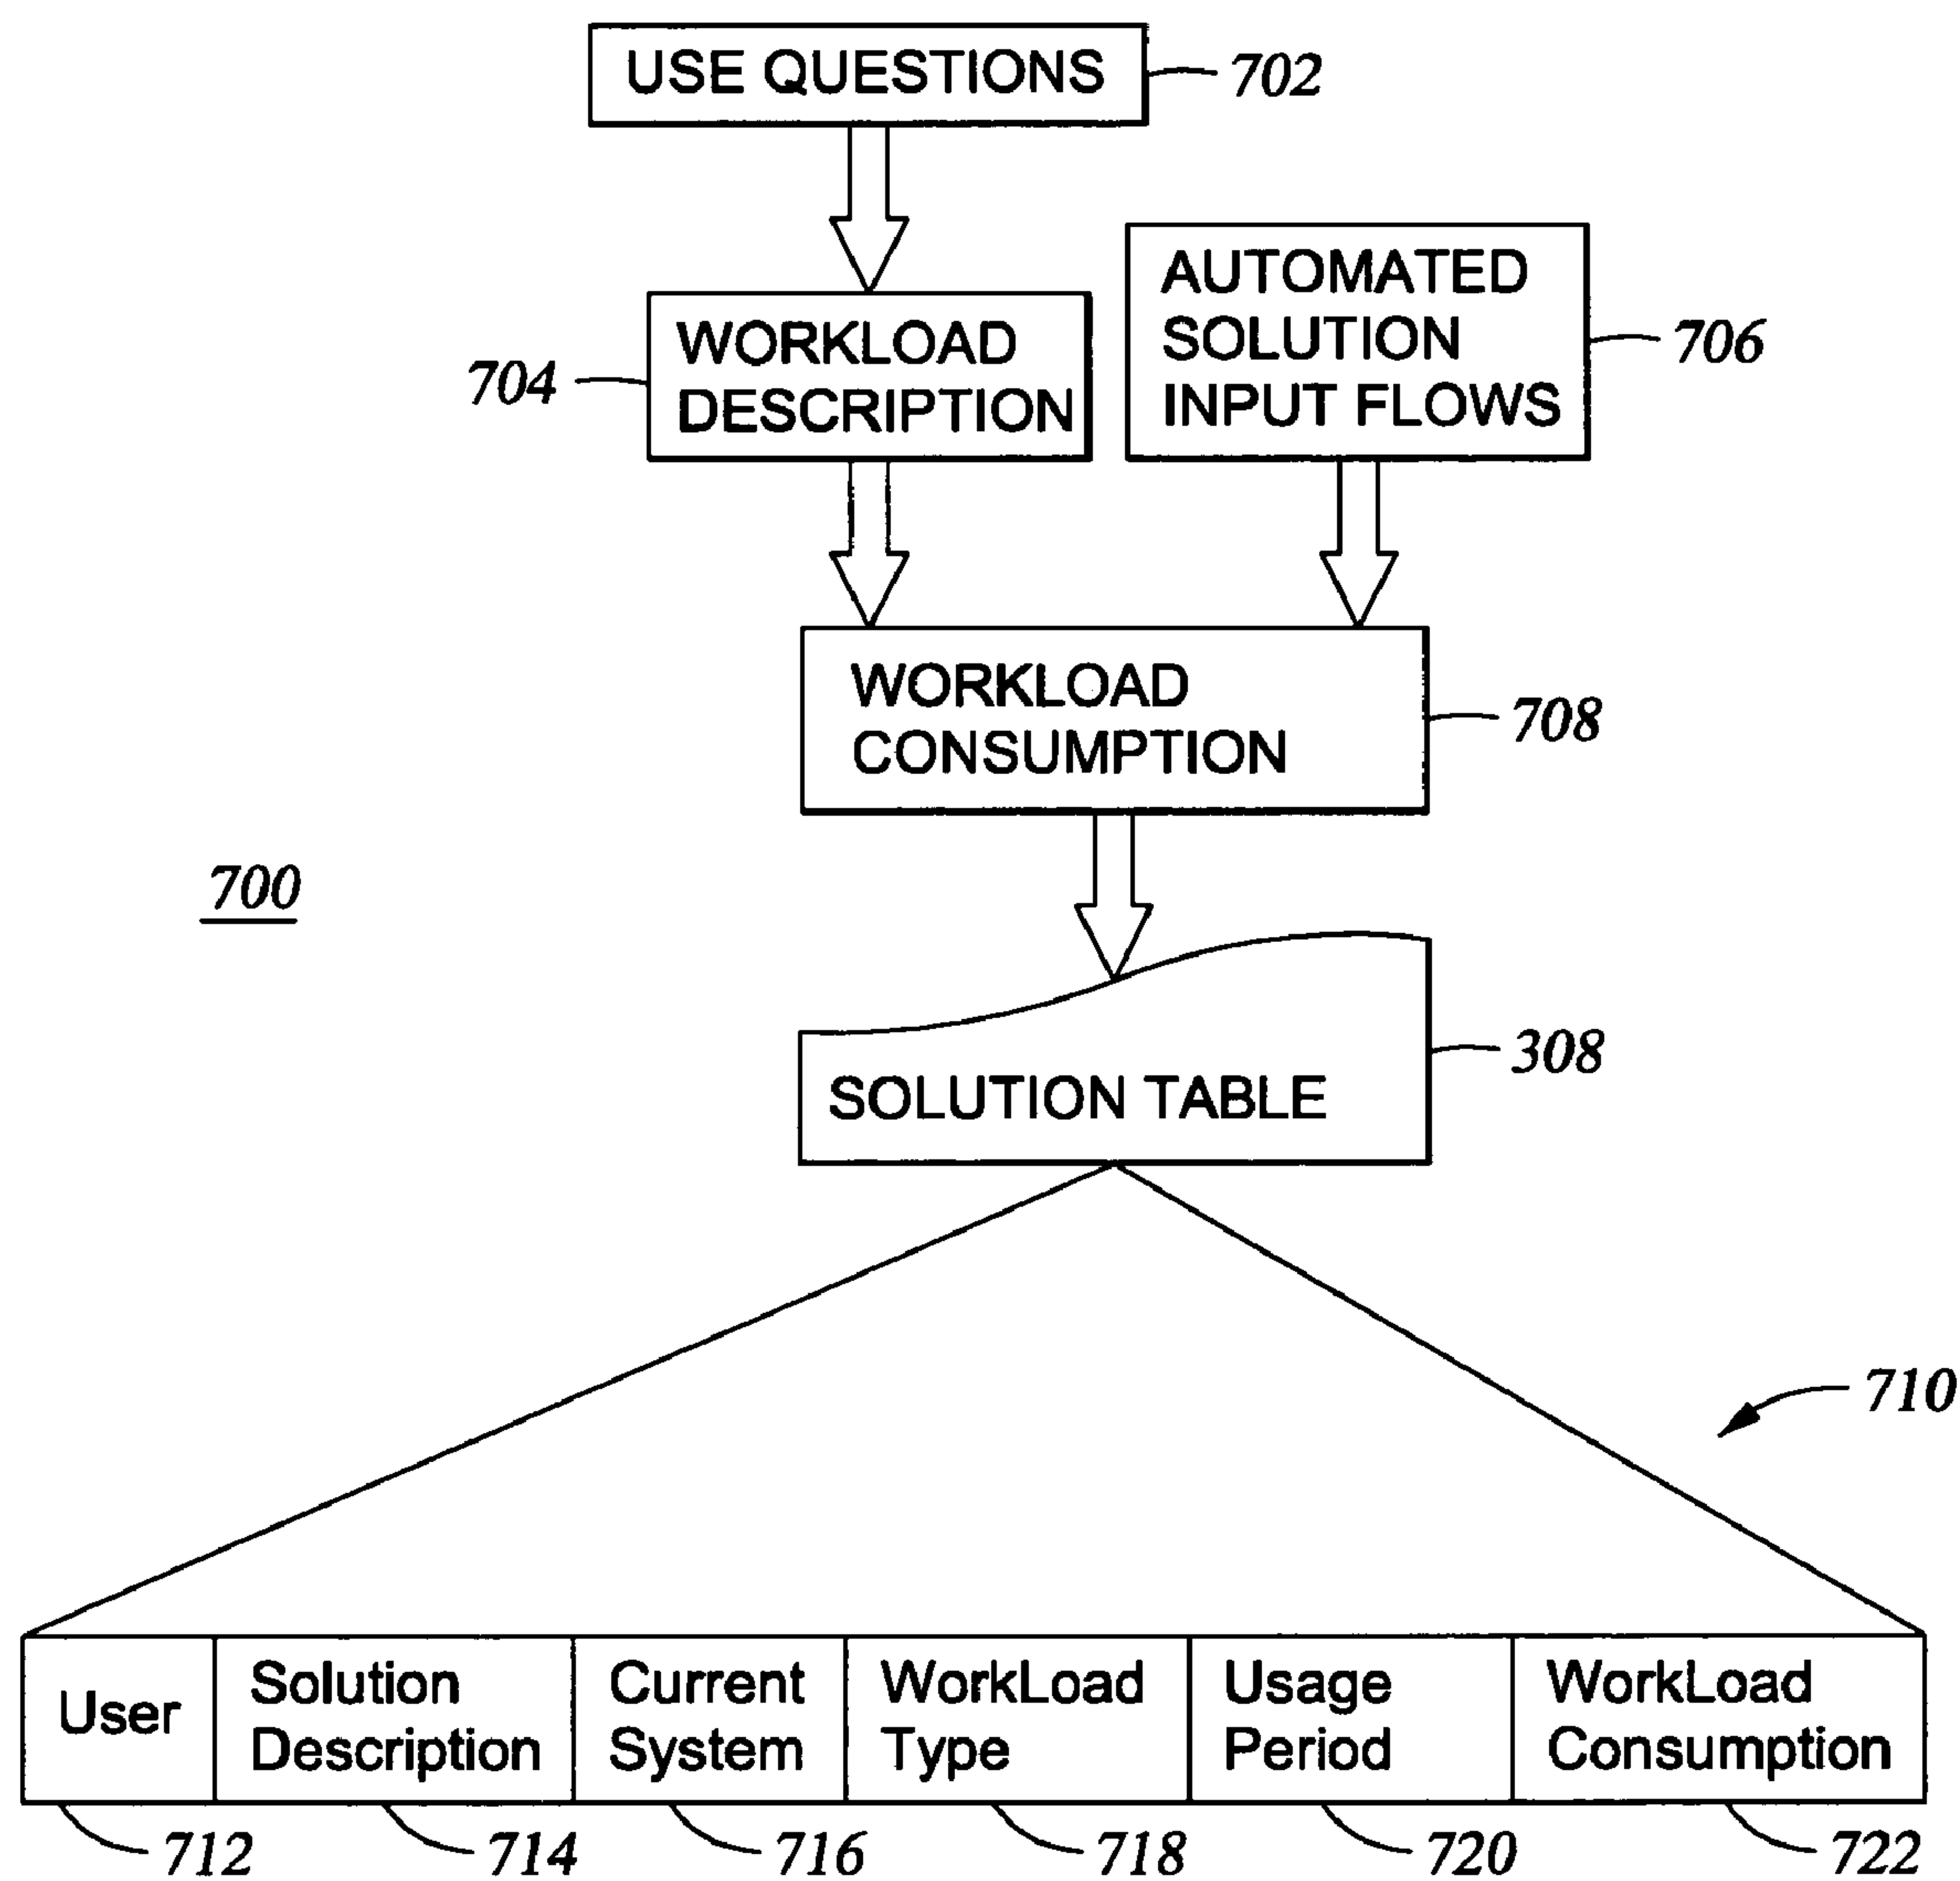 USE QUESTIONS
702
AUTOMATED
SOLUTION
INPUT FLOWS
706
WORKLOAD
DESCRIPTION
704
WORKLOAD
CONSUMPTION
708
700
SOLUTION TABLE
308
710
User
Solution
Description
Current
System
WorkLoad
Type
Usage
Period
WorkLoad
Consumption
712
714
716
718
720
722